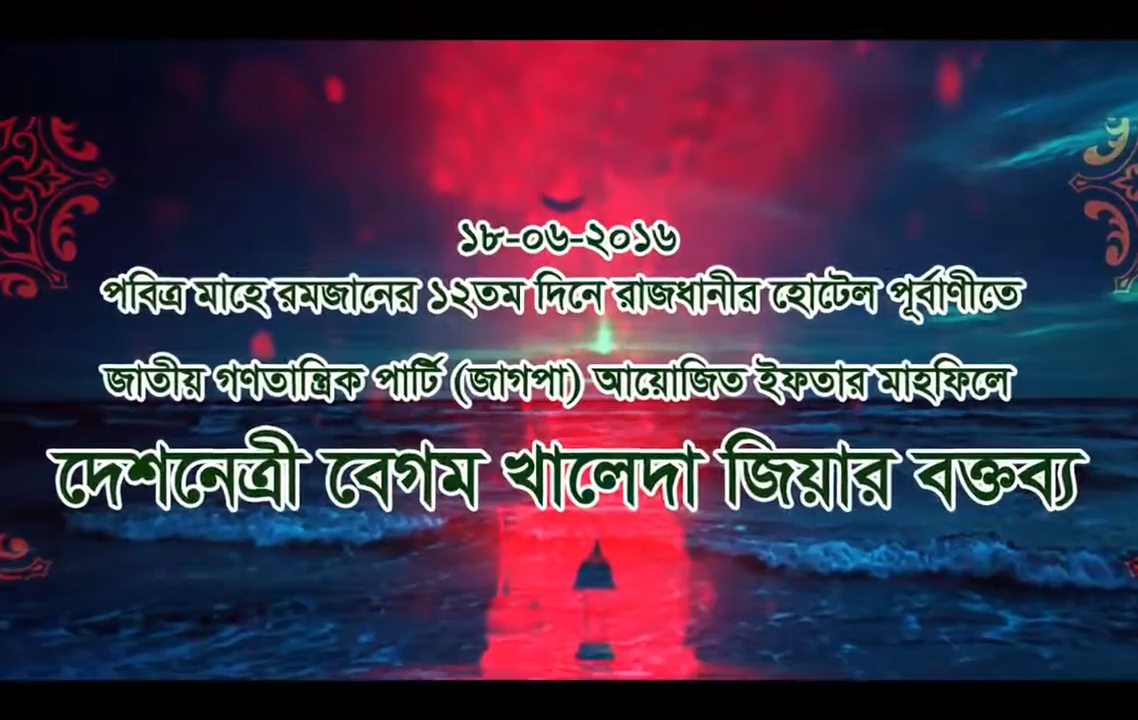 ১৮-০৬-২০১৬
পবিত্র মাহে রমজানের ১২তম দিনে রাজধানীর হোটেল পূর্বাণীতে
জাতীয় গণতান্ত্রিক পার্টি (জাগপা) আয়োজিত ইফতার মাহফিলে
দেশনেত্রী বেগম খালেদা জিয়ার বক্তব্য